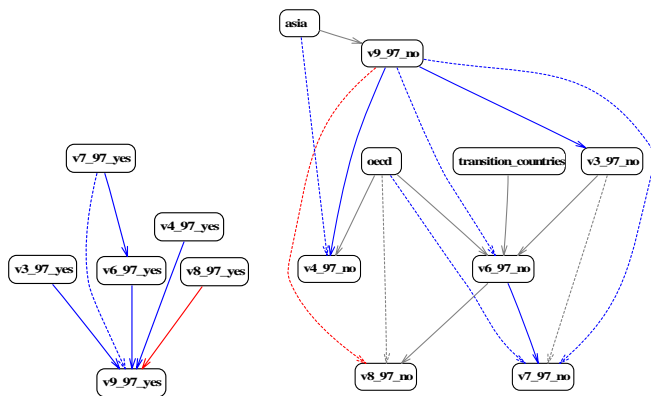 asia
v9_97_no
v7_97_yes
oecd
transition_countries
v3_97_no
v4_97_yes
v3_97_yes
v6_97_yes
v8_97_yes
v4_97_no
v6_97_no
v9_97_yes
v8_97_no
v7_97_no